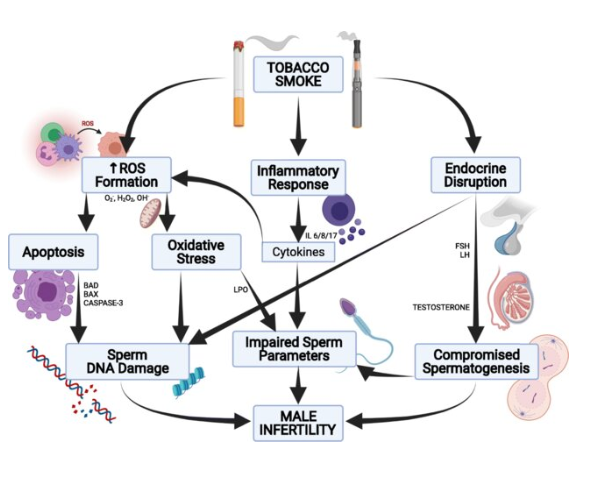 TOBACCO
SMOKE
ROS
↑ROS
Formation
O₂⁻, H₂O₂, OH⁻
Inflammatory
Response
Endocrine
Disruption
IL 6/8/17
Apoptosis
Oxidative
Stress
Cytokines
FSH
LH
BAD
BAX
CASPASE-3
LPO
TESTOSTERONE
Sperm
DNA Damage
Impaired Sperm
Parameters
Compromised
Spermatogenesis
MALE
INFERTILITY